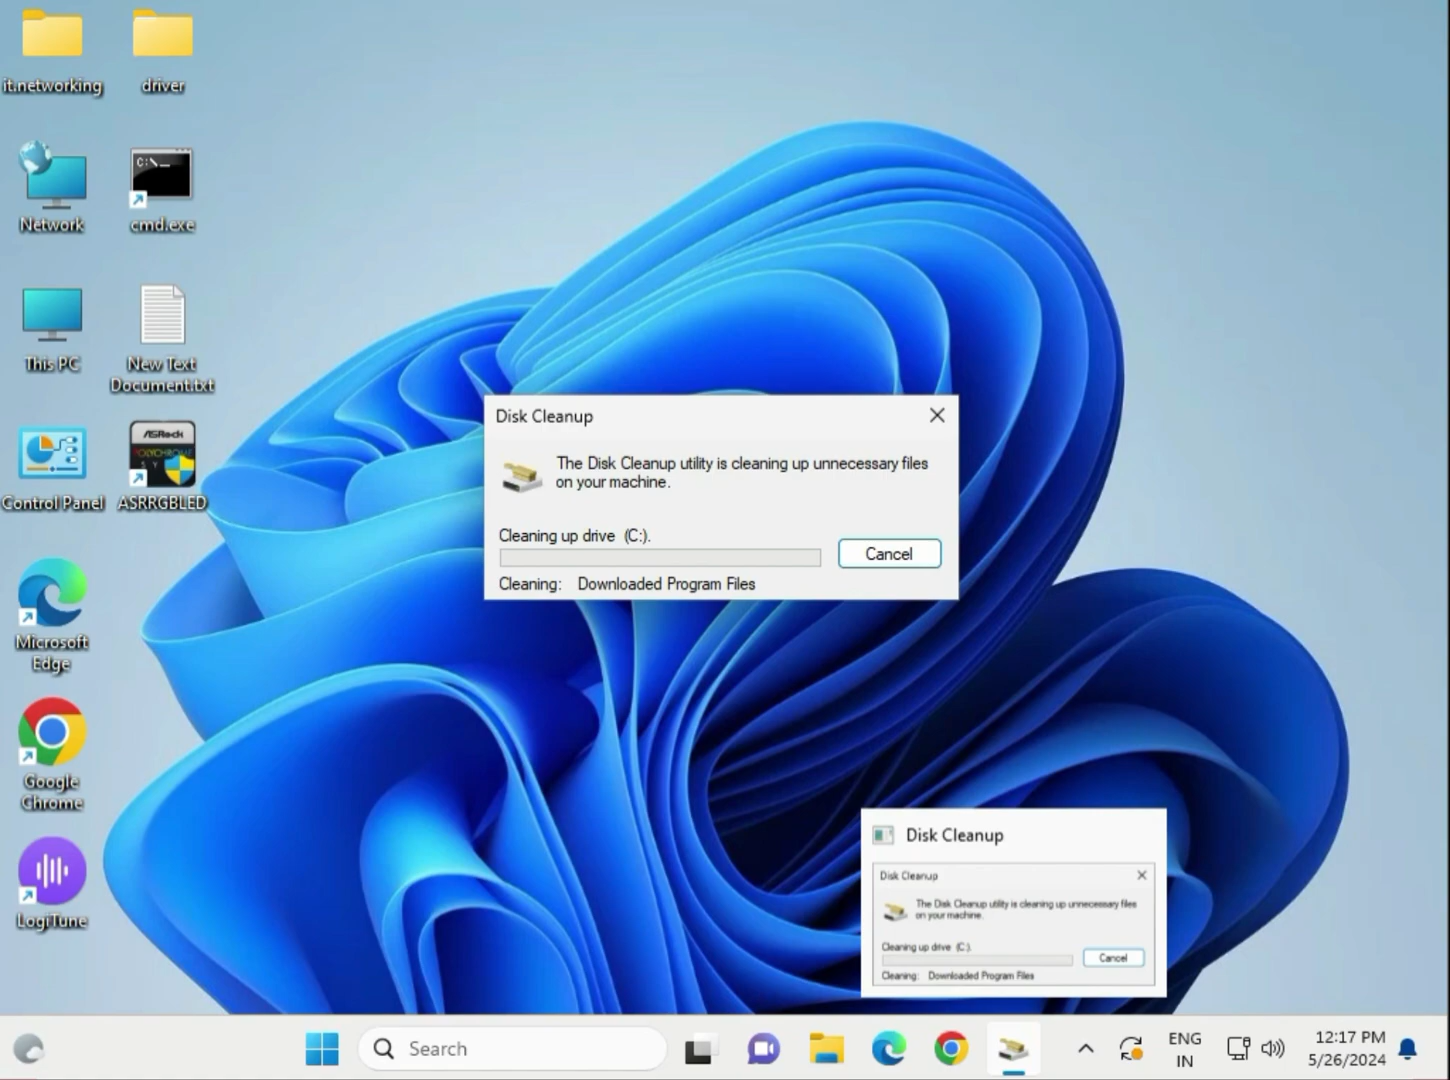 it.networking
driver
Network
C:\._
cmd.exe
This PC
New Text
Document.txt
Control Panel
ASRock
POLYCHROME
S Y
ASRRGBLED
Microsoft
Edge
Google
Chrome
LogiTune
Disk Cleanup
The Disk Cleanup utility is cleaning up unnecessary files
on your machine.
Cleaning up drive (C:).
Cancel
Cleaning: Downloaded Program Files
Disk Cleanup
Disk Cleanup
The Disk Cleanup utility is cleaning up unnecessary files
on your machine.
Cleaning up drive (C:).
Cancel
Cleaning: Downloaded Program Files
Search
ENG
IN
12:17 PM
5/26/2024